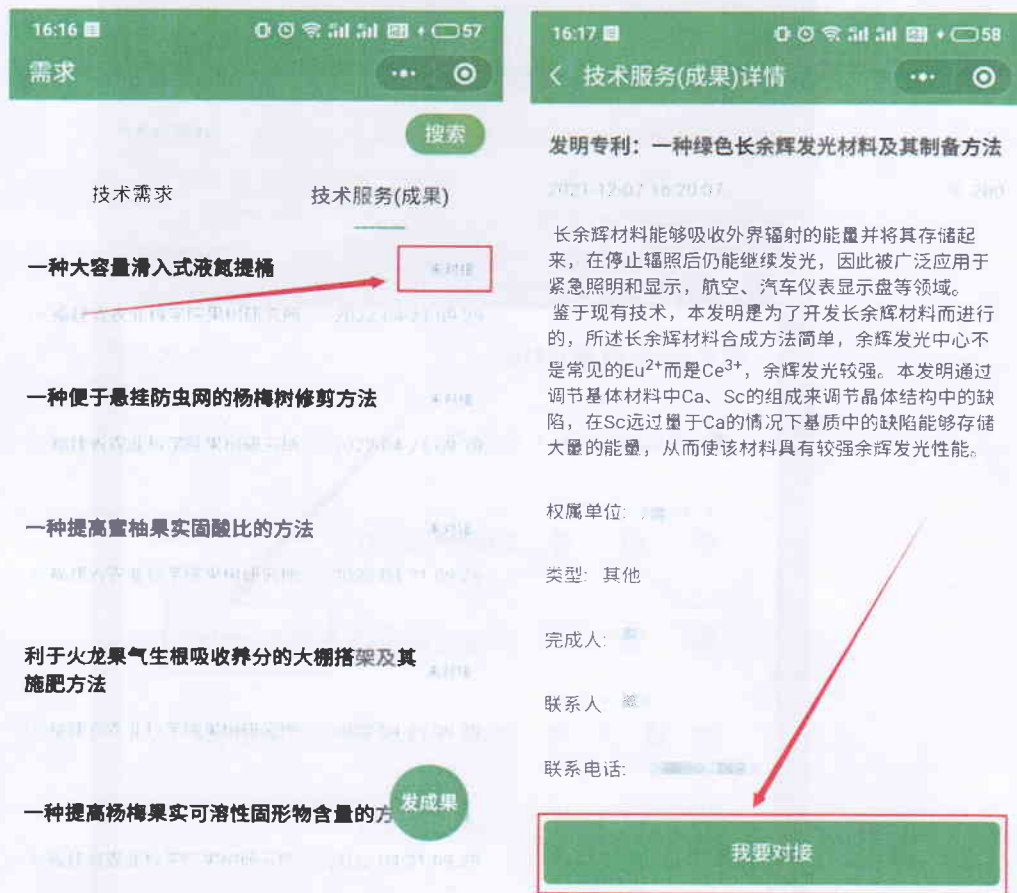 16:16
57
需求
搜索
技术需求
技术服务(成果)
一种大容量滑入式液氮提桶
未对接
2022-04-21 09:29
一种便于悬挂防虫网的杨梅树修剪方法
未对接
一种提高蜜柚果实固酸比的方法
未对接
利于火龙果气生根吸收养分的大棚搭架及其
施肥方法
未对接
一种提高杨梅果实可溶性固形物含量的方
发成果
16:17
58
技术服务(成果)详情
发明专利：一种绿色长余辉发光材料及其制备方法
2021-12-07 16:20:07
长余辉材料能够吸收外界辐射的能量并将其存储起
来，在停止辐照后仍能继续发光，因此被广泛应用于
紧急照明和显示，航空、汽车仪表显示盘等领域。
鉴于现有技术，本发明是为了开发长余辉材料而进行
的，所述长余辉材料合成方法简单，余辉发光中心不
是常见的Eu²⁺而是Ce³⁺，余辉发光较强。本发明通过
调节基体材料中Ca、Sc的组成来调节晶体结构中的缺
陷，在Sc远过量于Ca的情况下基质中的缺陷能够存储
大量的能量，从而使该材料具有较强余辉发光性能。
权属单位:
类型: 其他
完成人:
联系人
联系电话:
我要对接